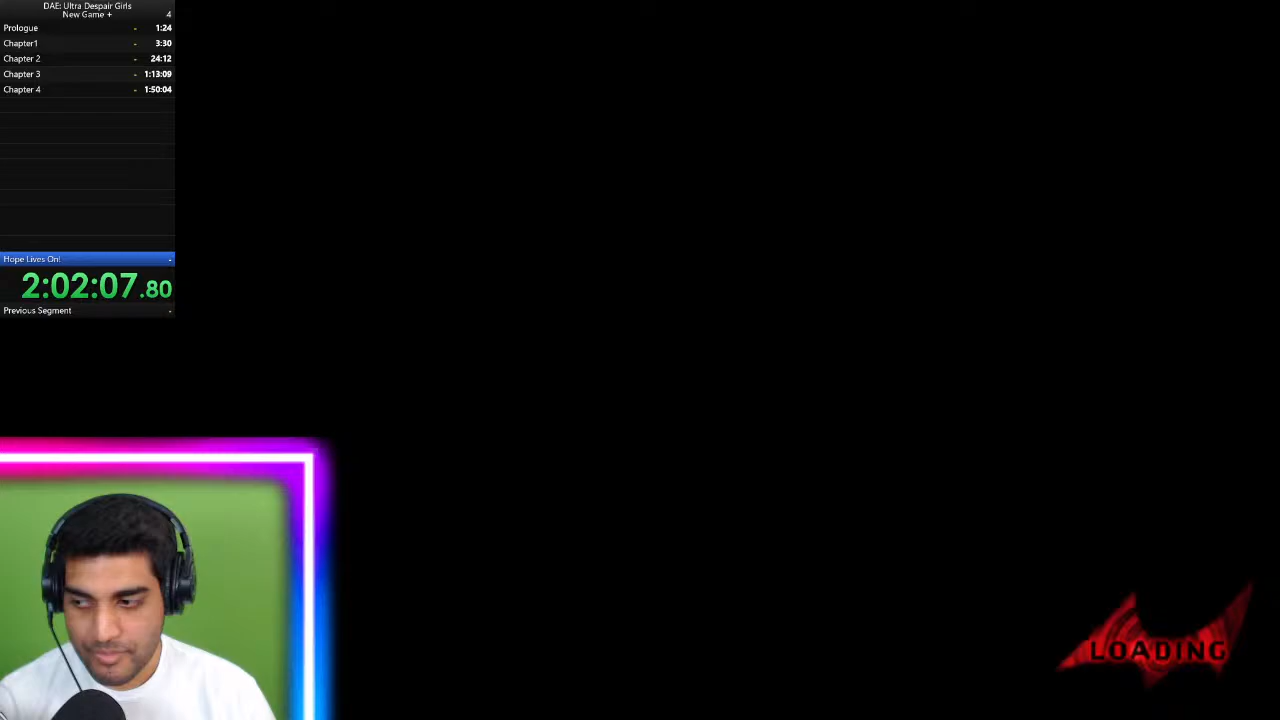 DAE: Ultra Despair Girls
New Game + 4
Prologue - 1:24
Chapter1 - 3:30
Chapter 2 - 24:12
Chapter 3 - 1:13:09
Chapter 4 - 1:50:04
Hope Lives On! -
2:02:07.80
Previous Segment -
LOADING